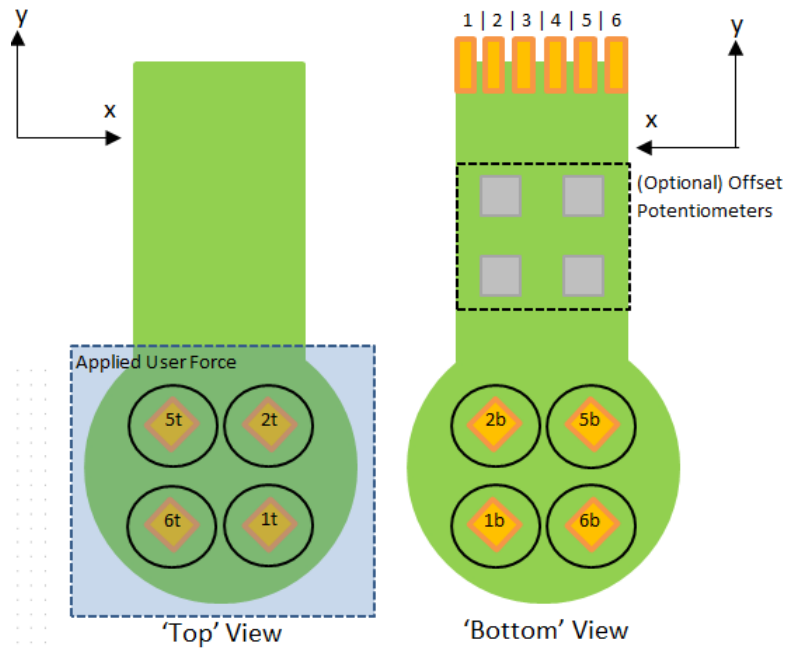 y
x
Applied User Force
5t
2t
6t
1t
'Top' View
1 | 2 | 3 | 4 | 5 | 6
y
x
(Optional) Offset
Potentiometers
2b
5b
1b
6b
'Bottom' View